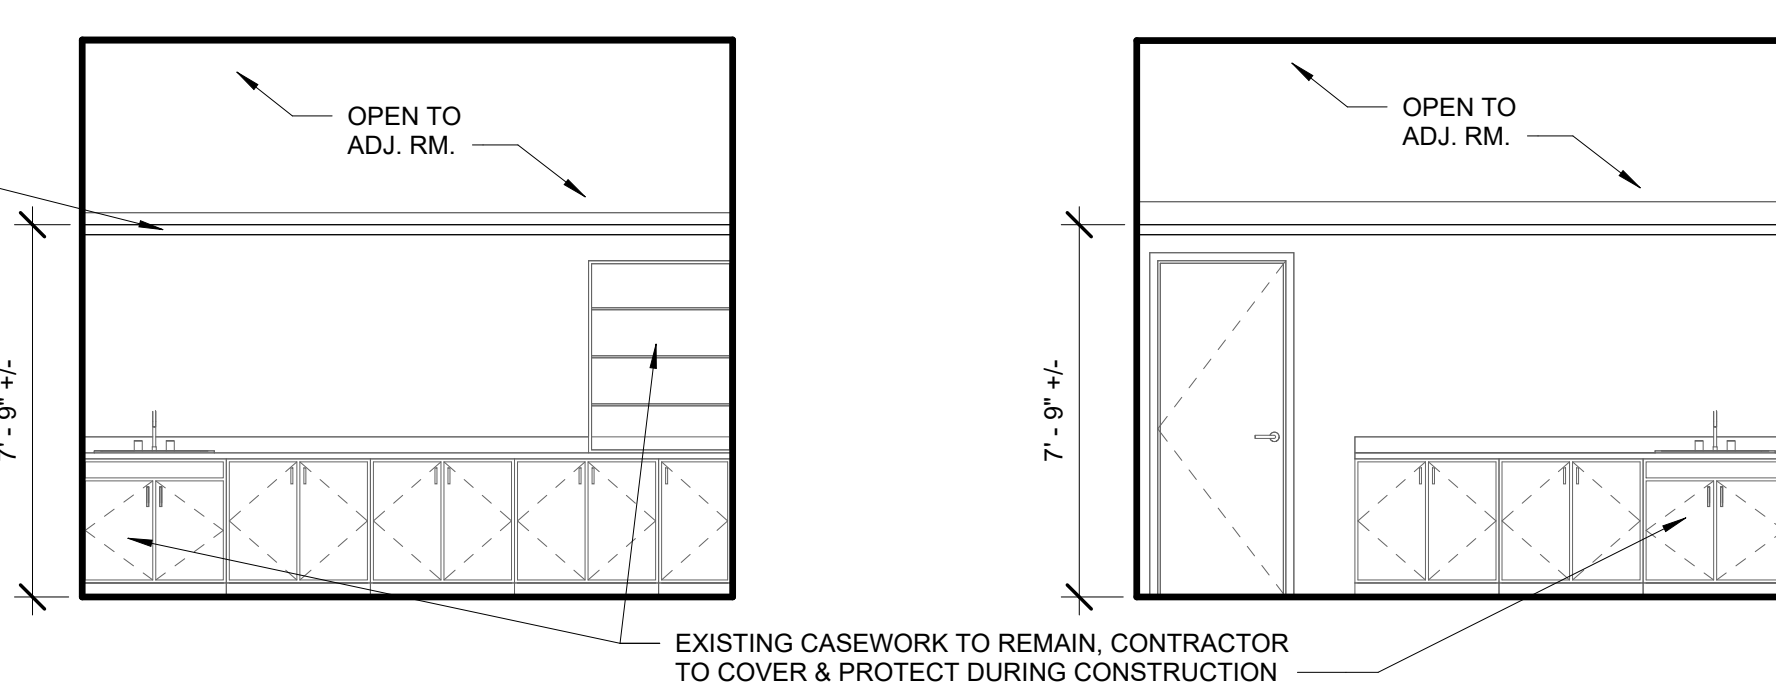 OPEN TO
ADJ. RM.
OPEN TO
ADJ. RM.
7' - 9" +/-
7' - 9" +/-
EXISTING CASEWORK TO REMAIN, CONTRACTOR
TO COVER & PROTECT DURING CONSTRUCTION